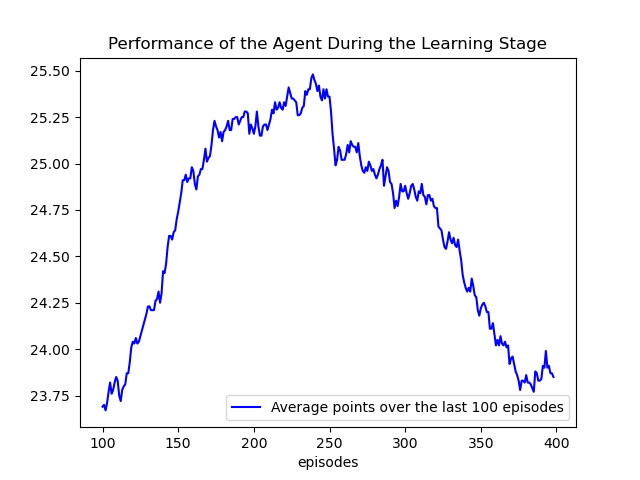 Performance of the Agent During the Learning Stage
25.50
25.25
25.00
24.75
24.50
24.25
24.00
23.75
Average points over the last 100 episodes
100 150 200 250 300 350 400
episodes